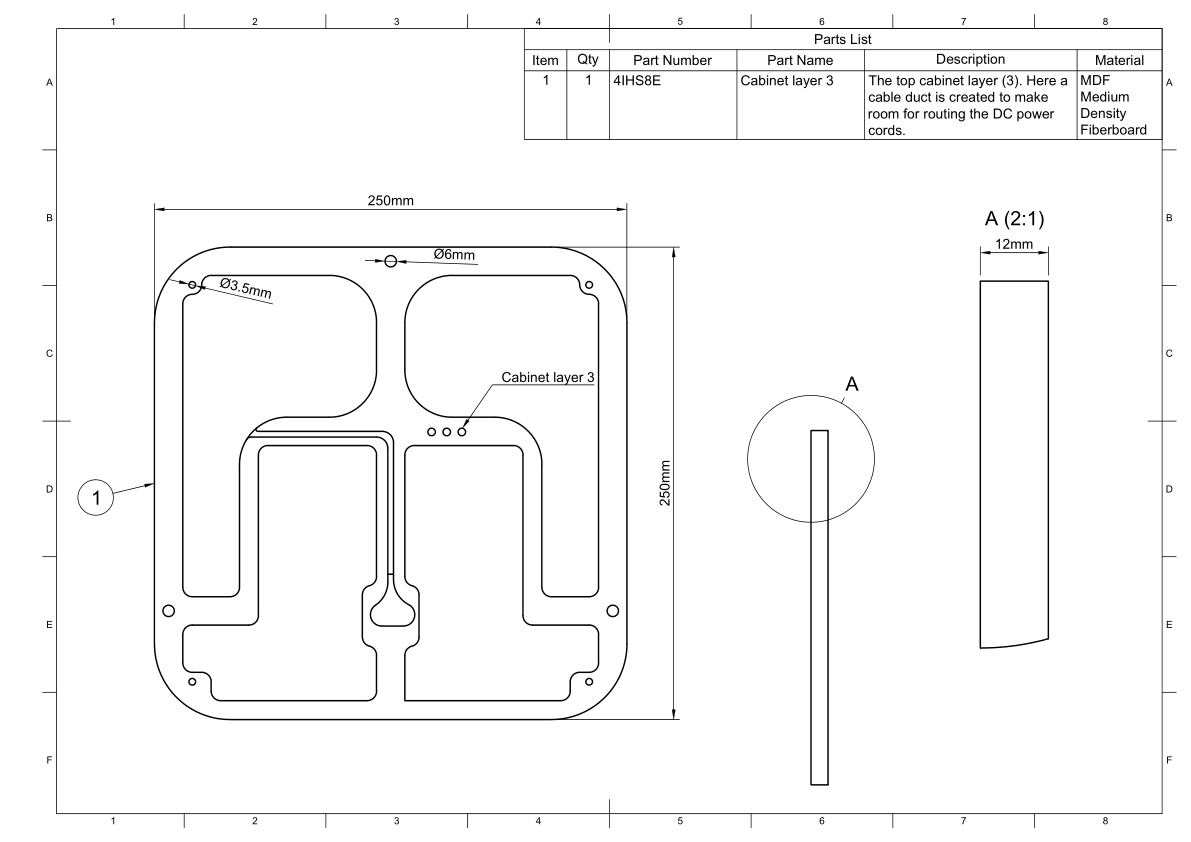 1 2 3 4 5 6 7 8
Parts List
Item Qty Part Number Part Name Description Material
1 1 4IHS8E Cabinet layer 3 The top cabinet layer (3). Here a MDF
cable duct is created to make Medium
room for routing the DC power Density
cords. Fiberboard
A A
B B
250mm
A (2:1)
12mm
Ø6mm
Ø3.5mm
C C
Cabinet layer 3
A
250mm
D D
1
E E
F F
1 2 3 4 5 6 7 8